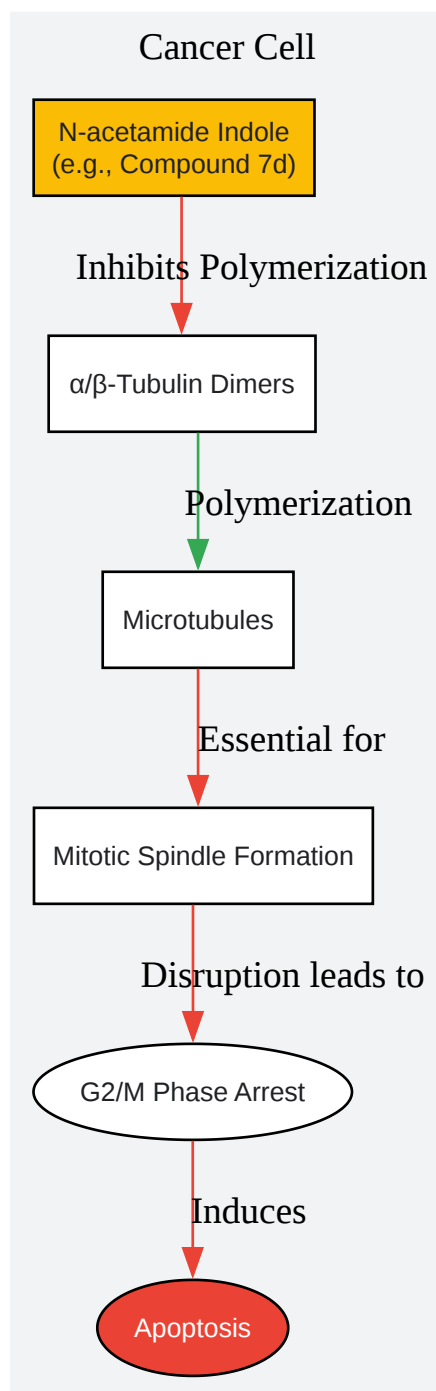 Cancer Cell
N-acetamide Indole
(e.g., Compound 7d)
Inhibits Polymerization
α/β-Tubulin Dimers
Polymerization
Microtubules
Essential for
Mitotic Spindle Formation
Disruption leads to
G2/M Phase Arrest
Induces
Apoptosis